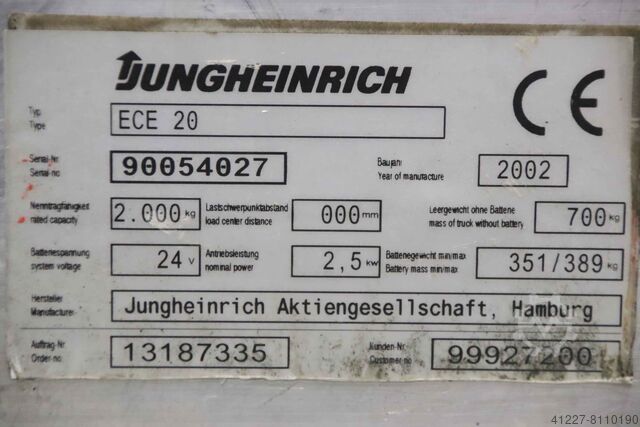 JUNGHEINRICH
CE
Typ
Type
ECE 20
Serial-Nr
Serial-no
90054027
Baujahr
Year of manufacture
2002
Nenntragfähigkeit
rated capacity
2.000 kg
Lastschwerpunktabstand
load center distance
000 mm
Leergewicht ohne Batterie
mass of truck without battery
700 kg
Batteriespannung
system voltage
24 v
Antriebsleistung
nominal power
2,5 kw
Batteriegewicht min/max
Battery mass min/max
351/389 kg
Hersteller
Manufacturer
Jungheinrich Aktiengesellschaft, Hamburg
Auftrag-Nr
Order-no
13187335
Kunden-Nr
Customer-no
99927200
41227-8110190